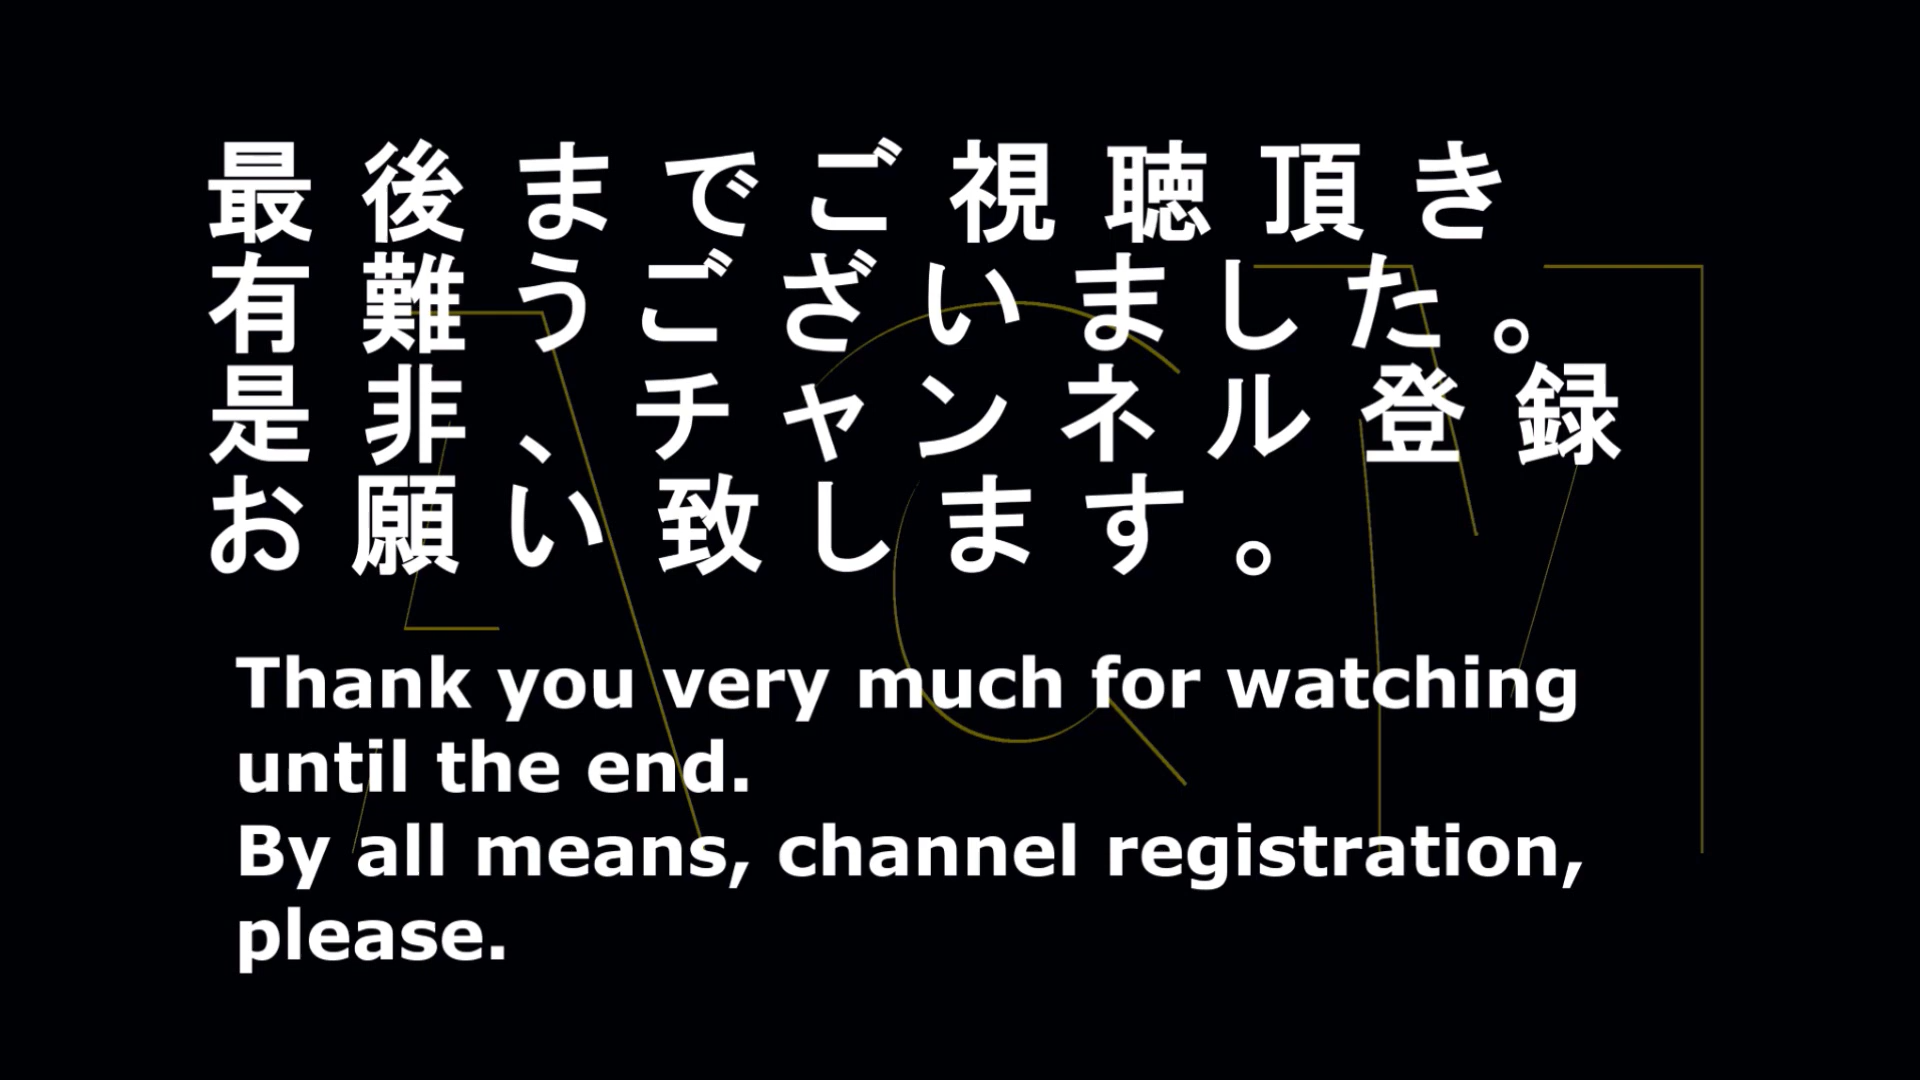 最後までご視聴頂き
有難うございました。
是非、チャンネル登録
お願い致します。
Thank you very much for watching
until the end.
By all means, channel registration,
please.